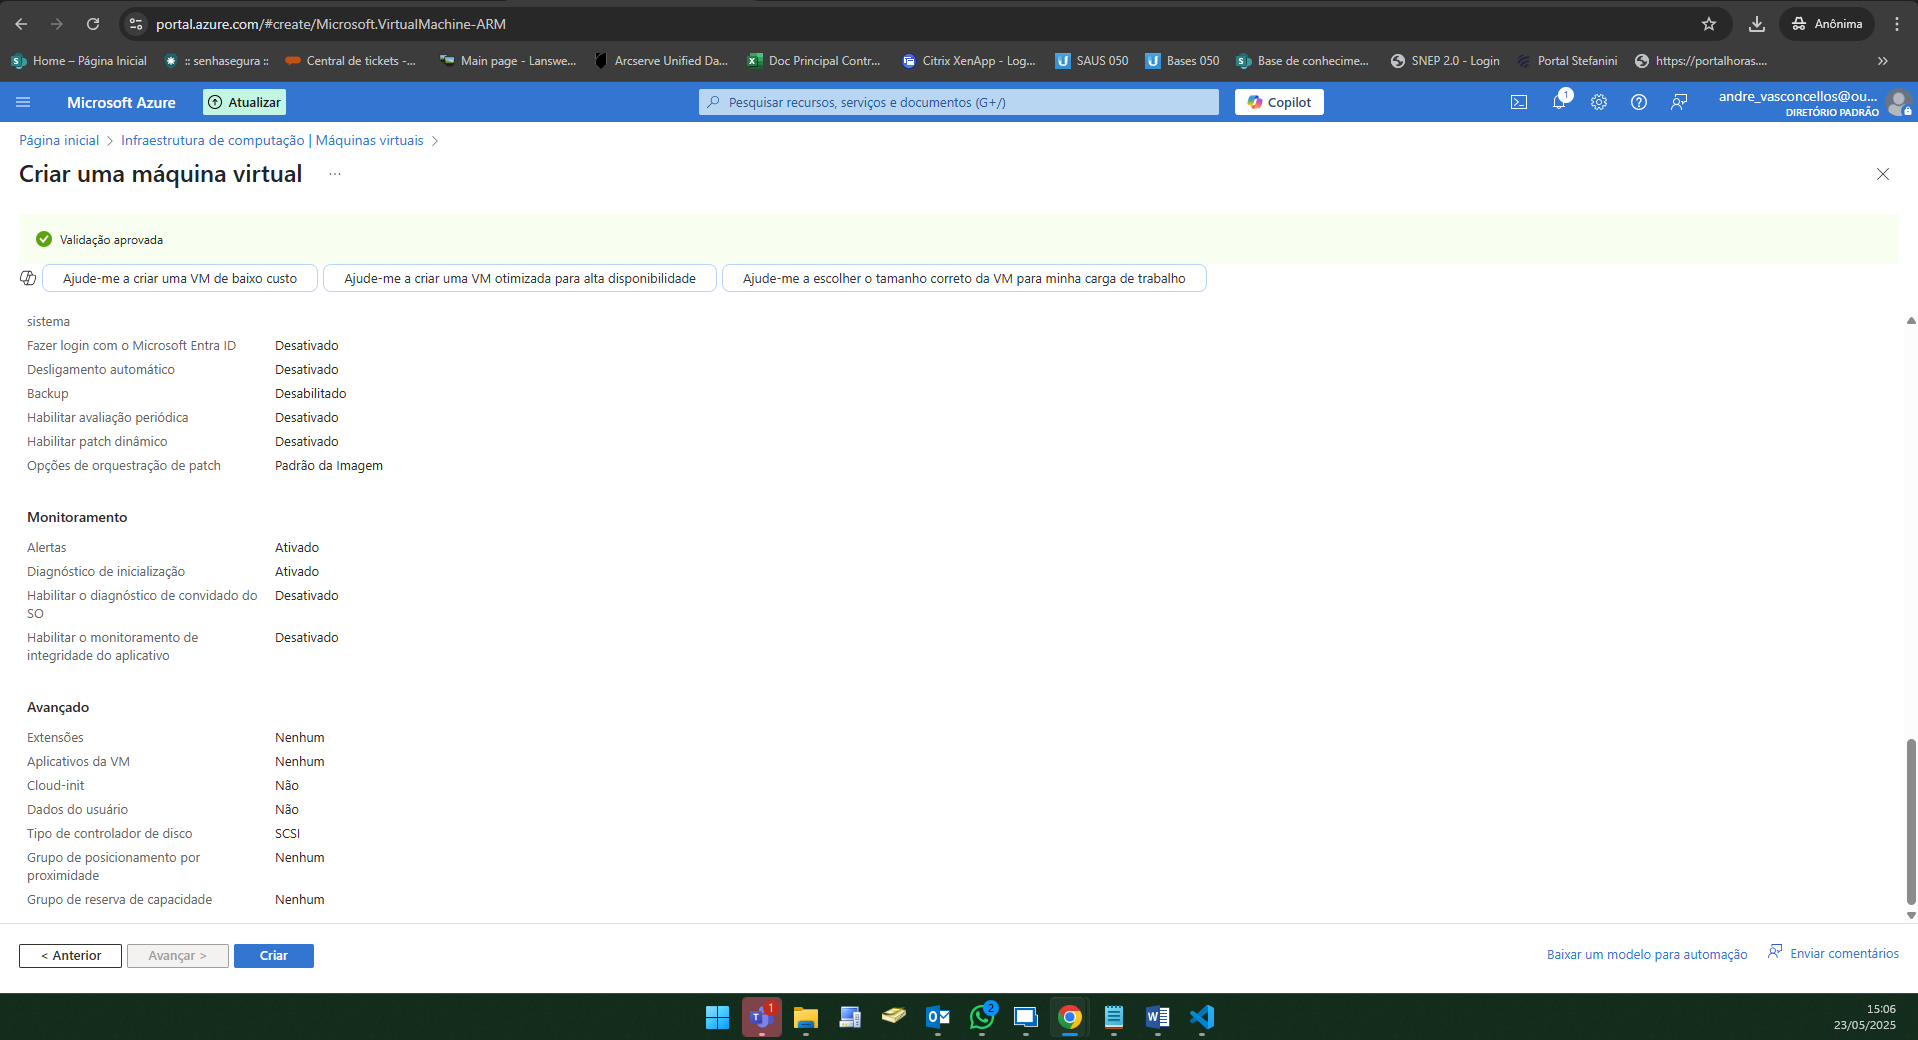 portal.azure.com/#create/Microsoft.VirtualMachine-ARM
Anônima
Home – Página Inicial
:: senhasegura ::
Central de tickets -...
Main page - Lanswe...
Arcserve Unified Da...
Doc Principal Contr...
Citrix XenApp - Log...
SAUS 050
Bases 050
Base de conhecime...
SNEP 2.0 - Login
Portal Stefanini
https://portalhoras....
Microsoft Azure
Atualizar
Pesquisar recursos, serviços e documentos (G+/)
Copilot
1
andre_vasconcellos@ou...
DIRETÓRIO PADRÃO
Página inicial > Infraestrutura de computação | Máquinas virtuais >
Criar uma máquina virtual ...
Validação aprovada
Ajude-me a criar uma VM de baixo custo
Ajude-me a criar uma VM otimizada para alta disponibilidade
Ajude-me a escolher o tamanho correto da VM para minha carga de trabalho
sistema
Fazer login com o Microsoft Entra ID Desativado
Desligamento automático Desativado
Backup Desabilitado
Habilitar avaliação periódica Desativado
Habilitar patch dinâmico Desativado
Opções de orquestração de patch Padrão da Imagem
Monitoramento
Alertas Ativado
Diagnóstico de inicialização Ativado
Habilitar o diagnóstico de convidado do Desativado
SO
Habilitar o monitoramento de Desativado
integridade do aplicativo
Avançado
Extensões Nenhum
Aplicativos da VM Nenhum
Cloud-init Não
Dados do usuário Não
Tipo de controlador de disco SCSI
Grupo de posicionamento por Nenhum
proximidade
Grupo de reserva de capacidade Nenhum
< Anterior
Avançar >
Criar
Baixar um modelo para automação
Enviar comentários
1
2
15:06
23/05/2025